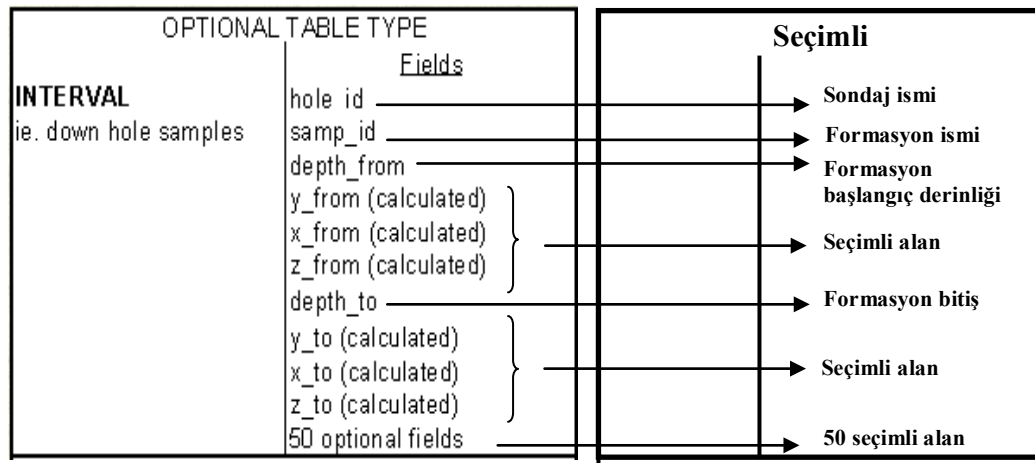 OPTIONAL TABLE TYPE
Fields
INTERVAL
ie. down hole samples
hole_id
samp_id
depth_from
y_from (calculated)
x_from (calculated)
z_from (calculated)
depth_to
y_to (calculated)
x_to (calculated)
z_to (calculated)
50 optional fields
Seçimli
Sondaj ismi
Formasyon ismi
Formasyon
başlangıç derinliği
Seçimli alan
Formasyon bitiş
Seçimli alan
50 seçimli alan